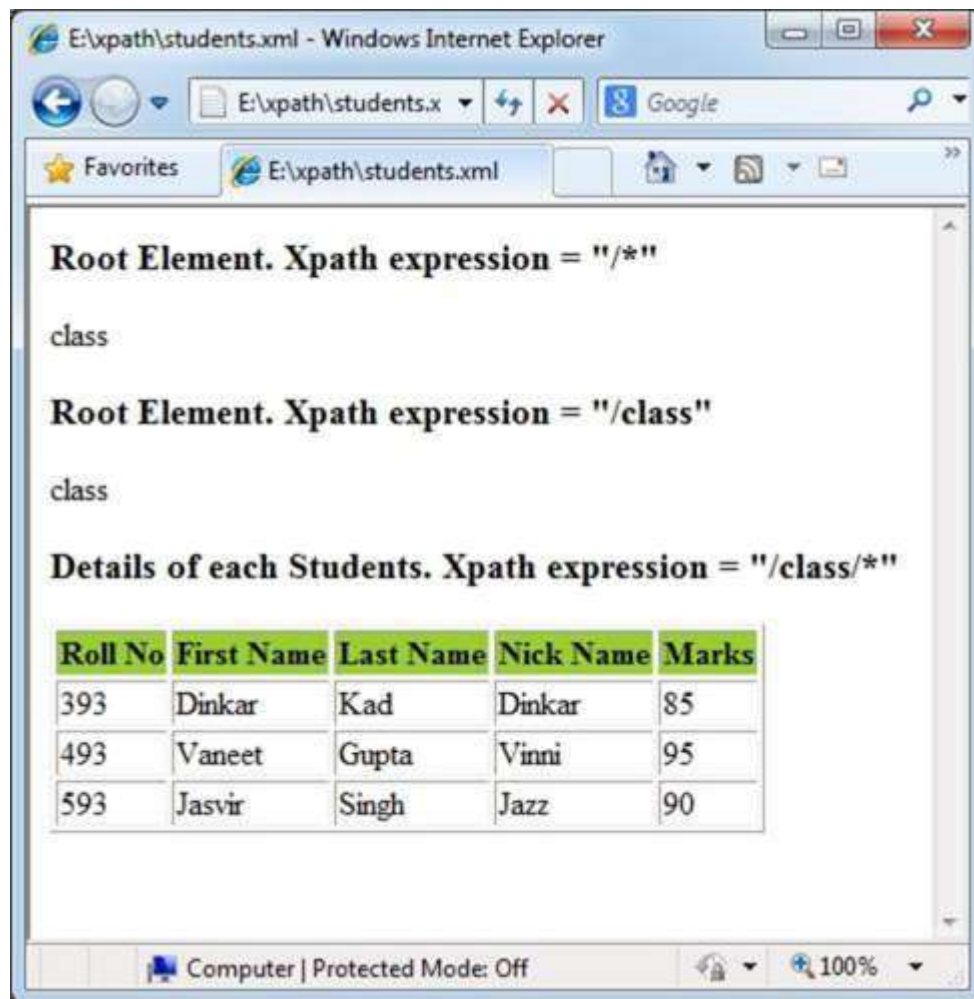 E:\xpath\students.xml - Windows Internet Explorer
E:\xpath\students.x
Google
Favorites
E:\xpath\students.xml
Root Element. Xpath expression = "/*"
class
Root Element. Xpath expression = "/class"
class
Details of each Students. Xpath expression = "/class/*"
Roll No First Name Last Name Nick Name Marks
393 Dinkar Kad Dinkar 85
493 Vaneet Gupta Vinni 95
593 Jasvir Singh Jazz 90
Computer | Protected Mode: Off 100%